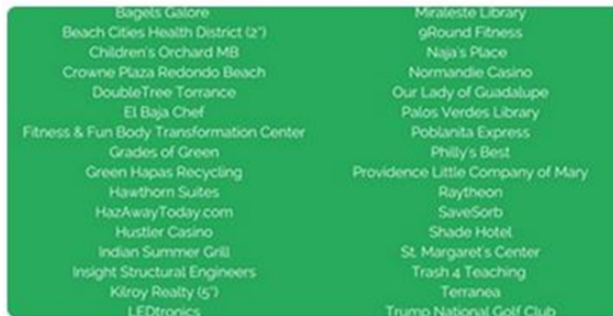 Bagels Galore
Beach Cities Health District (2")
Children's Orchard MB
Crowne Plaza Redondo Beach
DoubleTree Torrance
El Baja Chef
Fitness & Fun Body Transformation Center
Grades of Green
Green Hapas Recycling
Hawthorn Suites
HazAwayToday.com
Hustler Casino
Indian Summer Grill
Insight Structural Engineers
Kilroy Realty (5")
LEDtronics
Miraleste Library
9Round Fitness
Naja's Place
Normandie Casino
Our Lady of Guadalupe
Palos Verdes Library
Poblanita Express
Philly's Best
Providence Little Company of Mary
Raytheon
SaveSorb
Shade Hotel
St. Margaret's Center
Trash 4 Teaching
Terranea
Trump National Golf Club